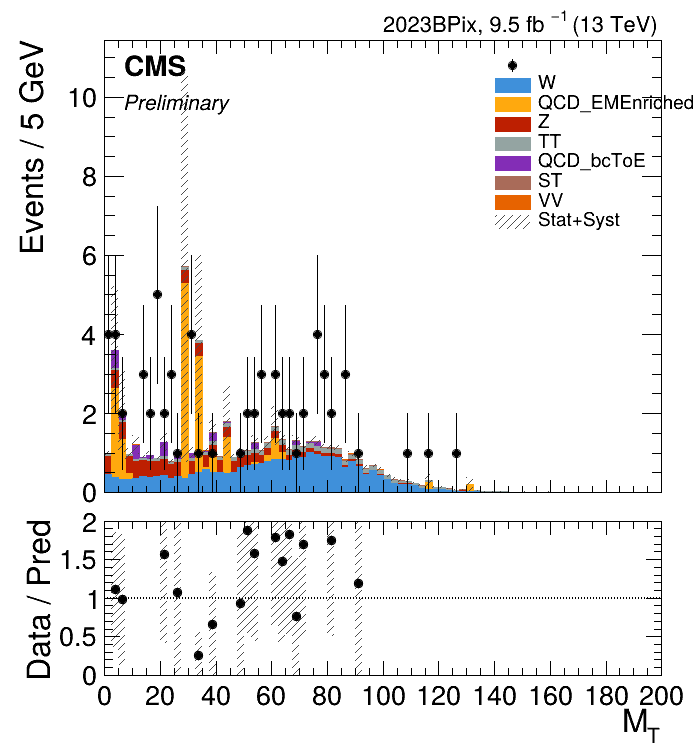 2023BPix, 9.5 fb⁻¹ (13 TeV)
Events / 5 GeV
CMS
Preliminary
W
QCD_EMEnriched
Z
TT
QCD_bcToE
ST
VV
Stat+Syst
10
8
6
4
2
0
Data / Pred
2
1.5
1
0.5
0
0 20 40 60 80 100 120 140 160 180 200
M_T